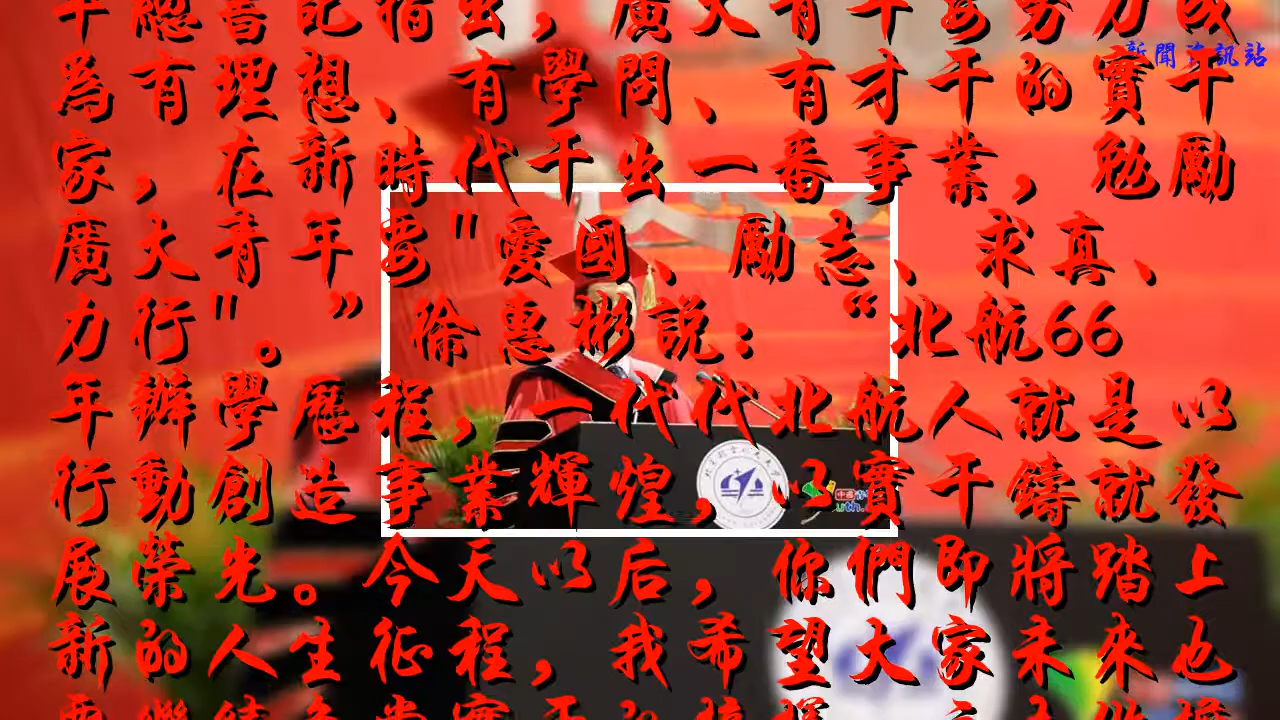 年總書記指出，廣大青年要努力成
新聞資訊站
為有理想、有學問、有才干的實干
家，在新時代干出一番事業，勉勵
廣大青年要"愛國、勵志、求真、
力行"。” 徐惠彬說：“北航66
年辦學歷程，一代代北航人就是以
行動創造事業輝煌，以實干鑄就發
展榮光。今天以后，你們即將踏上
新的人生征程，我希望大家未來也